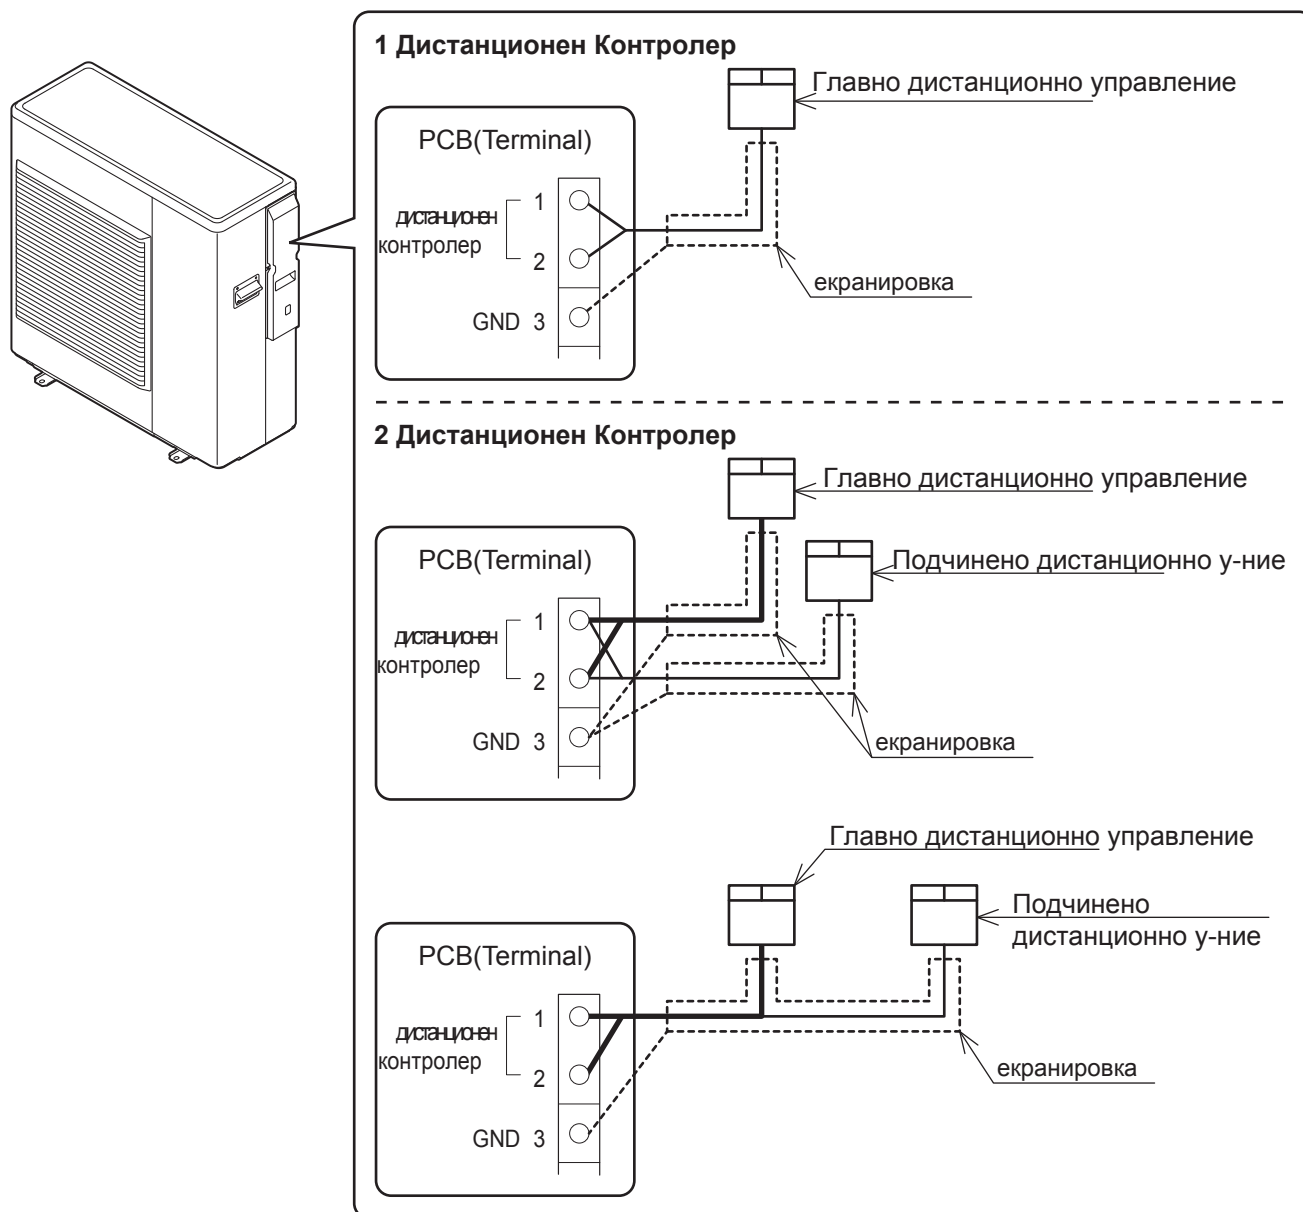 1 Дистанционен Контролер
Главно дистанционно управление
PCB(Terminal)
1
дистанционен
контролер
2
екранировка
GND 3
2 Дистанционен Контролер
Главно дистанционно управление
PCB(Terminal)
Подчинено дистанционно у-ние
1
дистанционен
контролер
2
GND 3
екранировка
Главно дистанционно управление
Подчинено
дистанционно у-ние
PCB(Terminal)
1
дистанционен
контролер
2
екранировка
GND 3